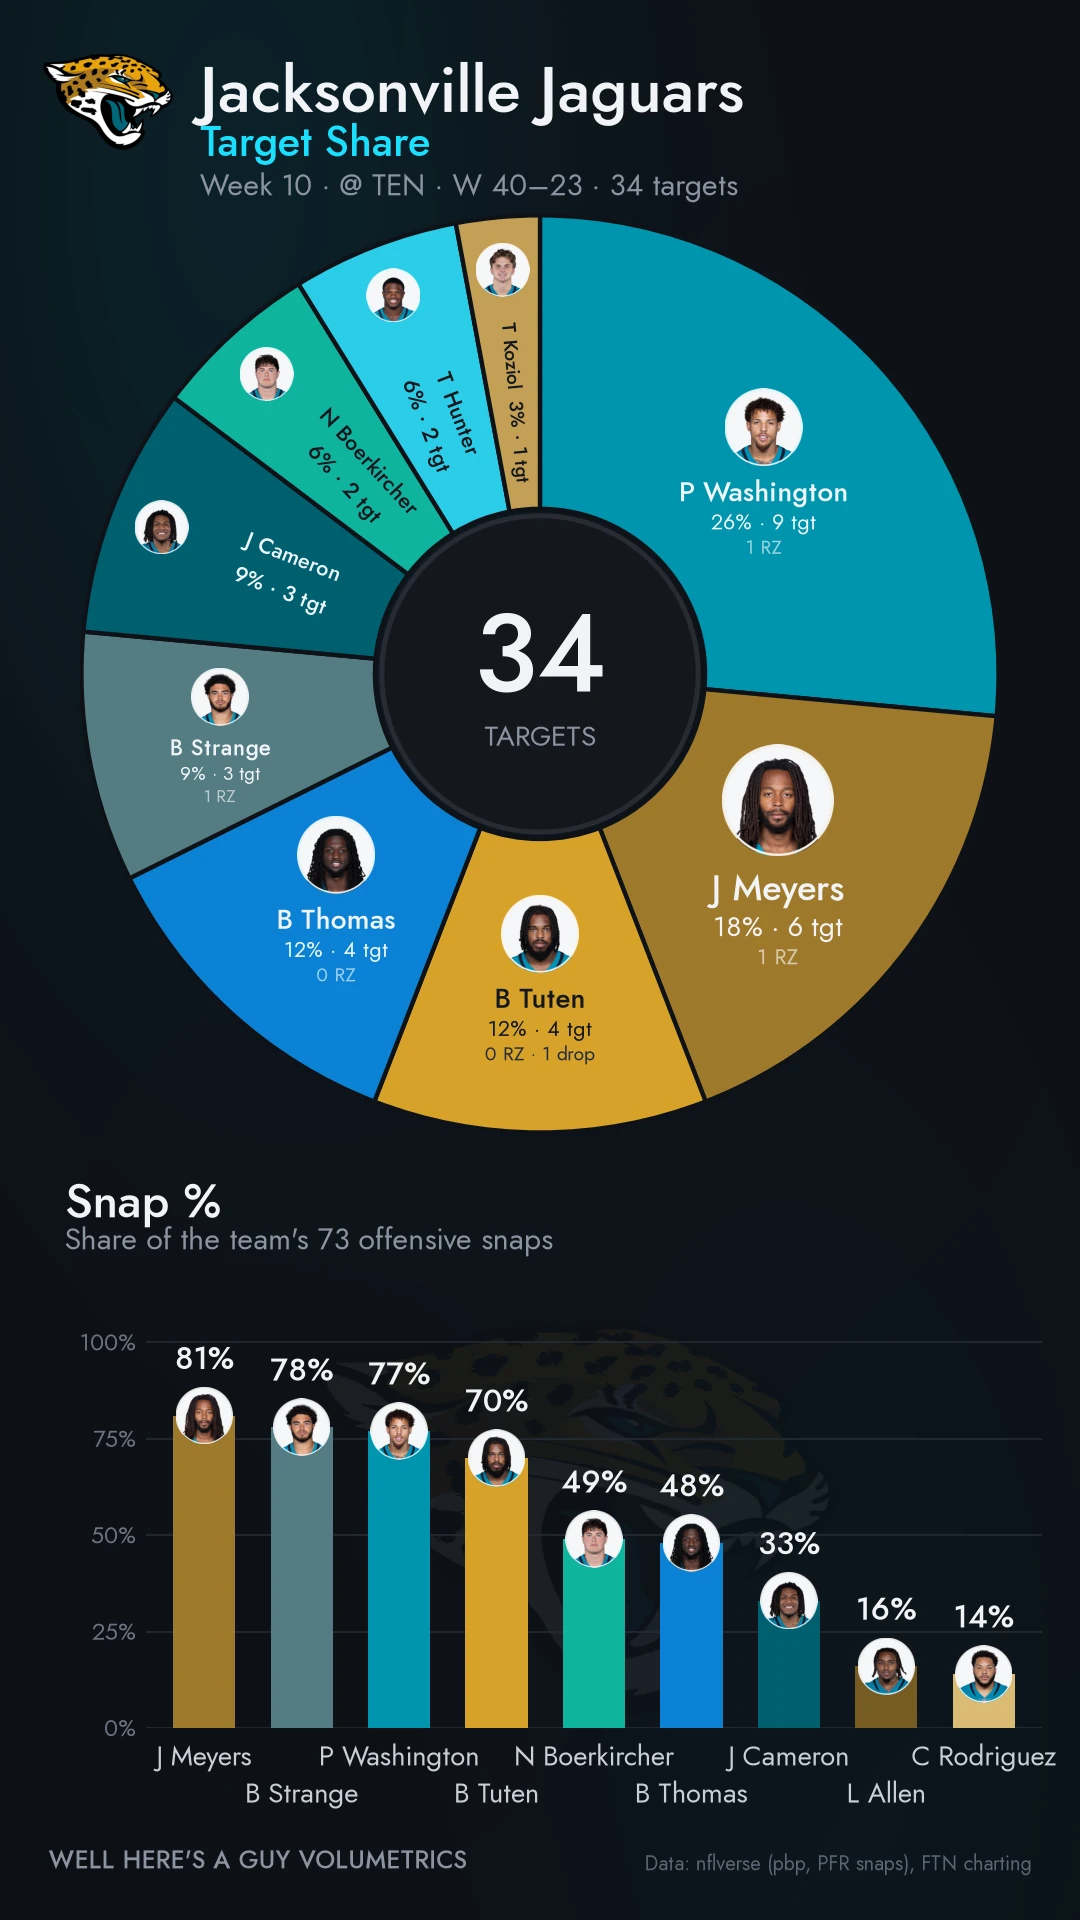 Jacksonville Jaguars
Target Share
Week 10 · @ TEN · W 40–23 · 34 targets
P Washington
26% · 9 tgt
1 RZ
J Meyers
18% · 6 tgt
1 RZ
B Tuten
12% · 4 tgt
0 RZ · 1 drop
B Thomas
12% · 4 tgt
0 RZ
B Strange
9% · 3 tgt
1 RZ
J Cameron
9% · 3 tgt
N Boerkircher
6% · 2 tgt
T Hunter
6% · 2 tgt
T Koziol 3% · 1 tgt
34
TARGETS
Snap %
Share of the team's 73 offensive snaps
100%
75%
50%
25%
0%
81%
78%
77%
70%
49%
48%
33%
16%
14%
J Meyers
B Strange
P Washington
B Tuten
N Boerkircher
B Thomas
J Cameron
L Allen
C Rodriguez
WELL HERE'S A GUY VOLUMETRICS
Data: nflverse (pbp, PFR snaps), FTN charting